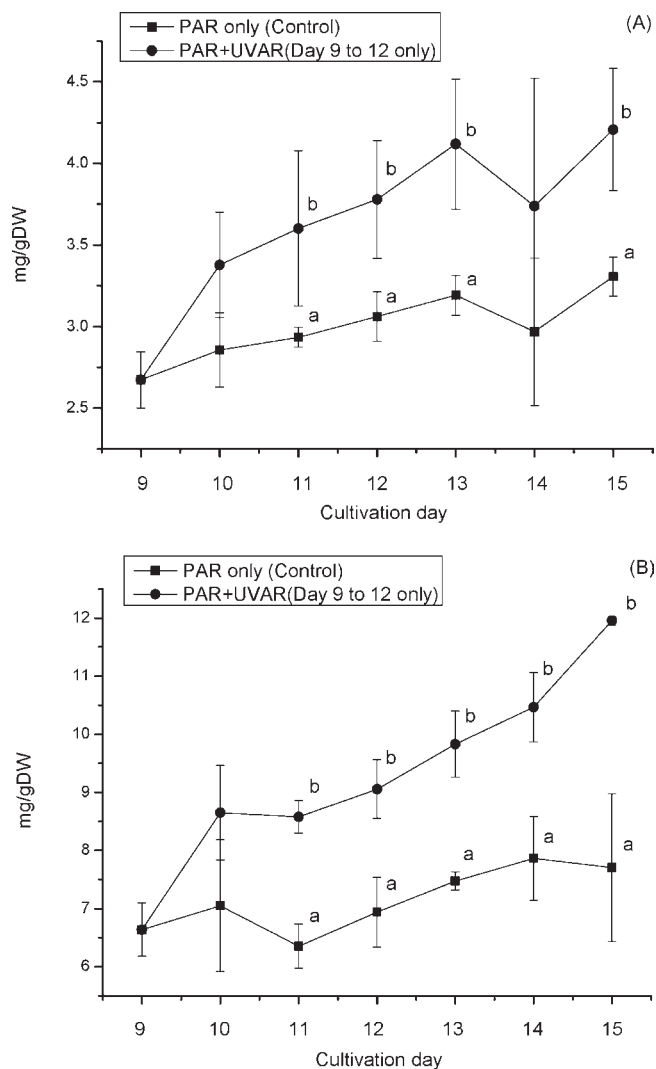 (A)
PAR only (Control)
PAR+UVAR(Day 9 to 12 only)
4.5
4.0
3.5
3.0
2.5
mg/gDW
b
b
b
b
a
a
a
a
9 10 11 12 13 14 15
Cultivation day
(B)
PAR only (Control)
PAR+UVAR(Day 9 to 12 only)
12
11
10
9
8
7
6
mg/gDW
b
b
b
b
b
a
a
a
a
a
9 10 11 12 13 14 15
Cultivation day